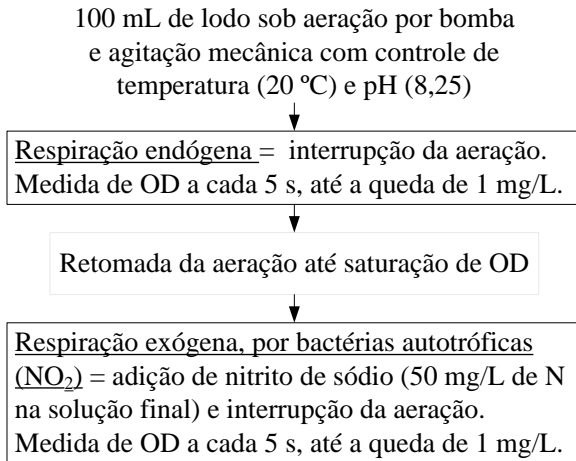 100 mL de lodo sob aeração por bomba
e agitação mecânica com controle de
temperatura (20 ºC) e pH (8,25)
Respiração endógena = interrupção da aeração.
Medida de OD a cada 5 s, até a queda de 1 mg/L.
Retomada da aeração até saturação de OD
Respiração exógena, por bactérias autotróficas
(NO2) = adição de nitrito de sódio (50 mg/L de N
na solução final) e interrupção da aeração.
Medida de OD a cada 5 s, até a queda de 1 mg/L.